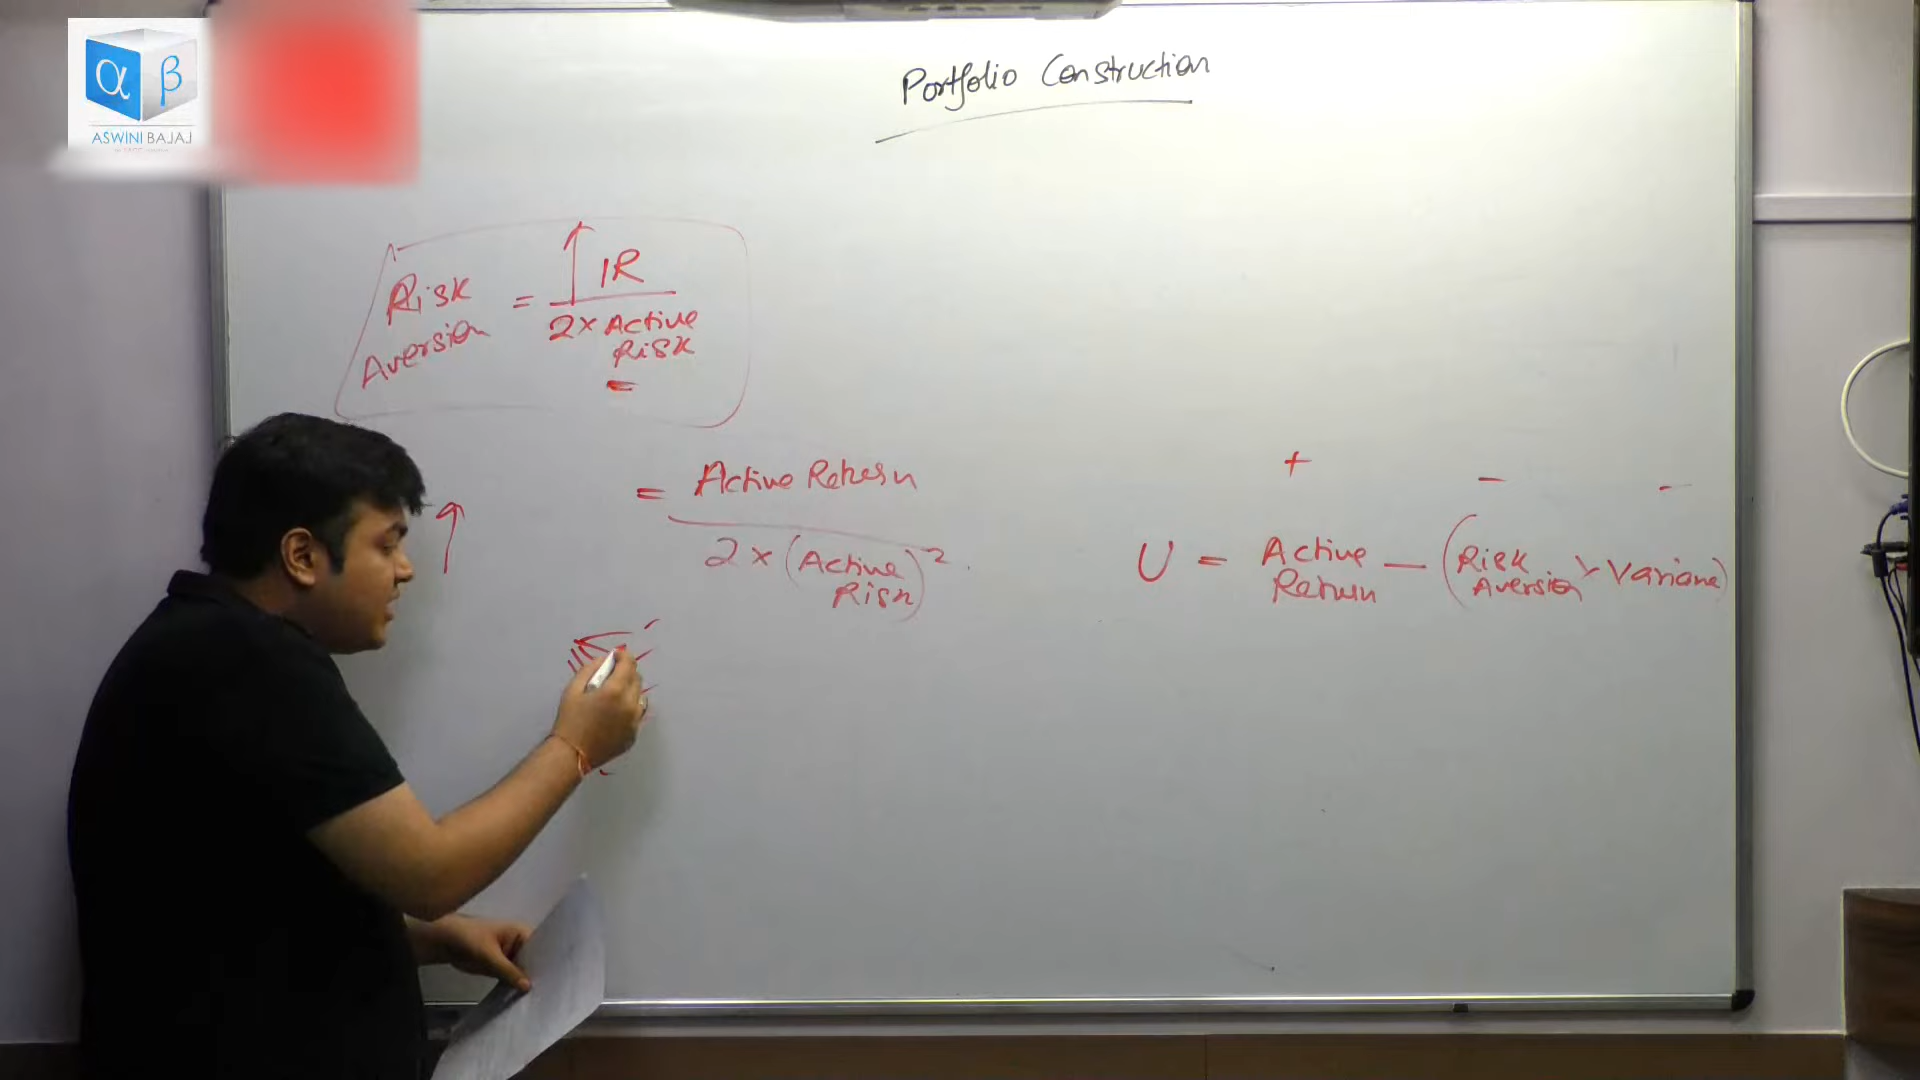 α β
ASWINI BAJAJ
Portfolio Construction
Risk Aversion = IR
2 × Active Risk
= Active Return
2 × (Active Risk)²
+ - -
U = Active Return — (Risk Aversion × Variance)